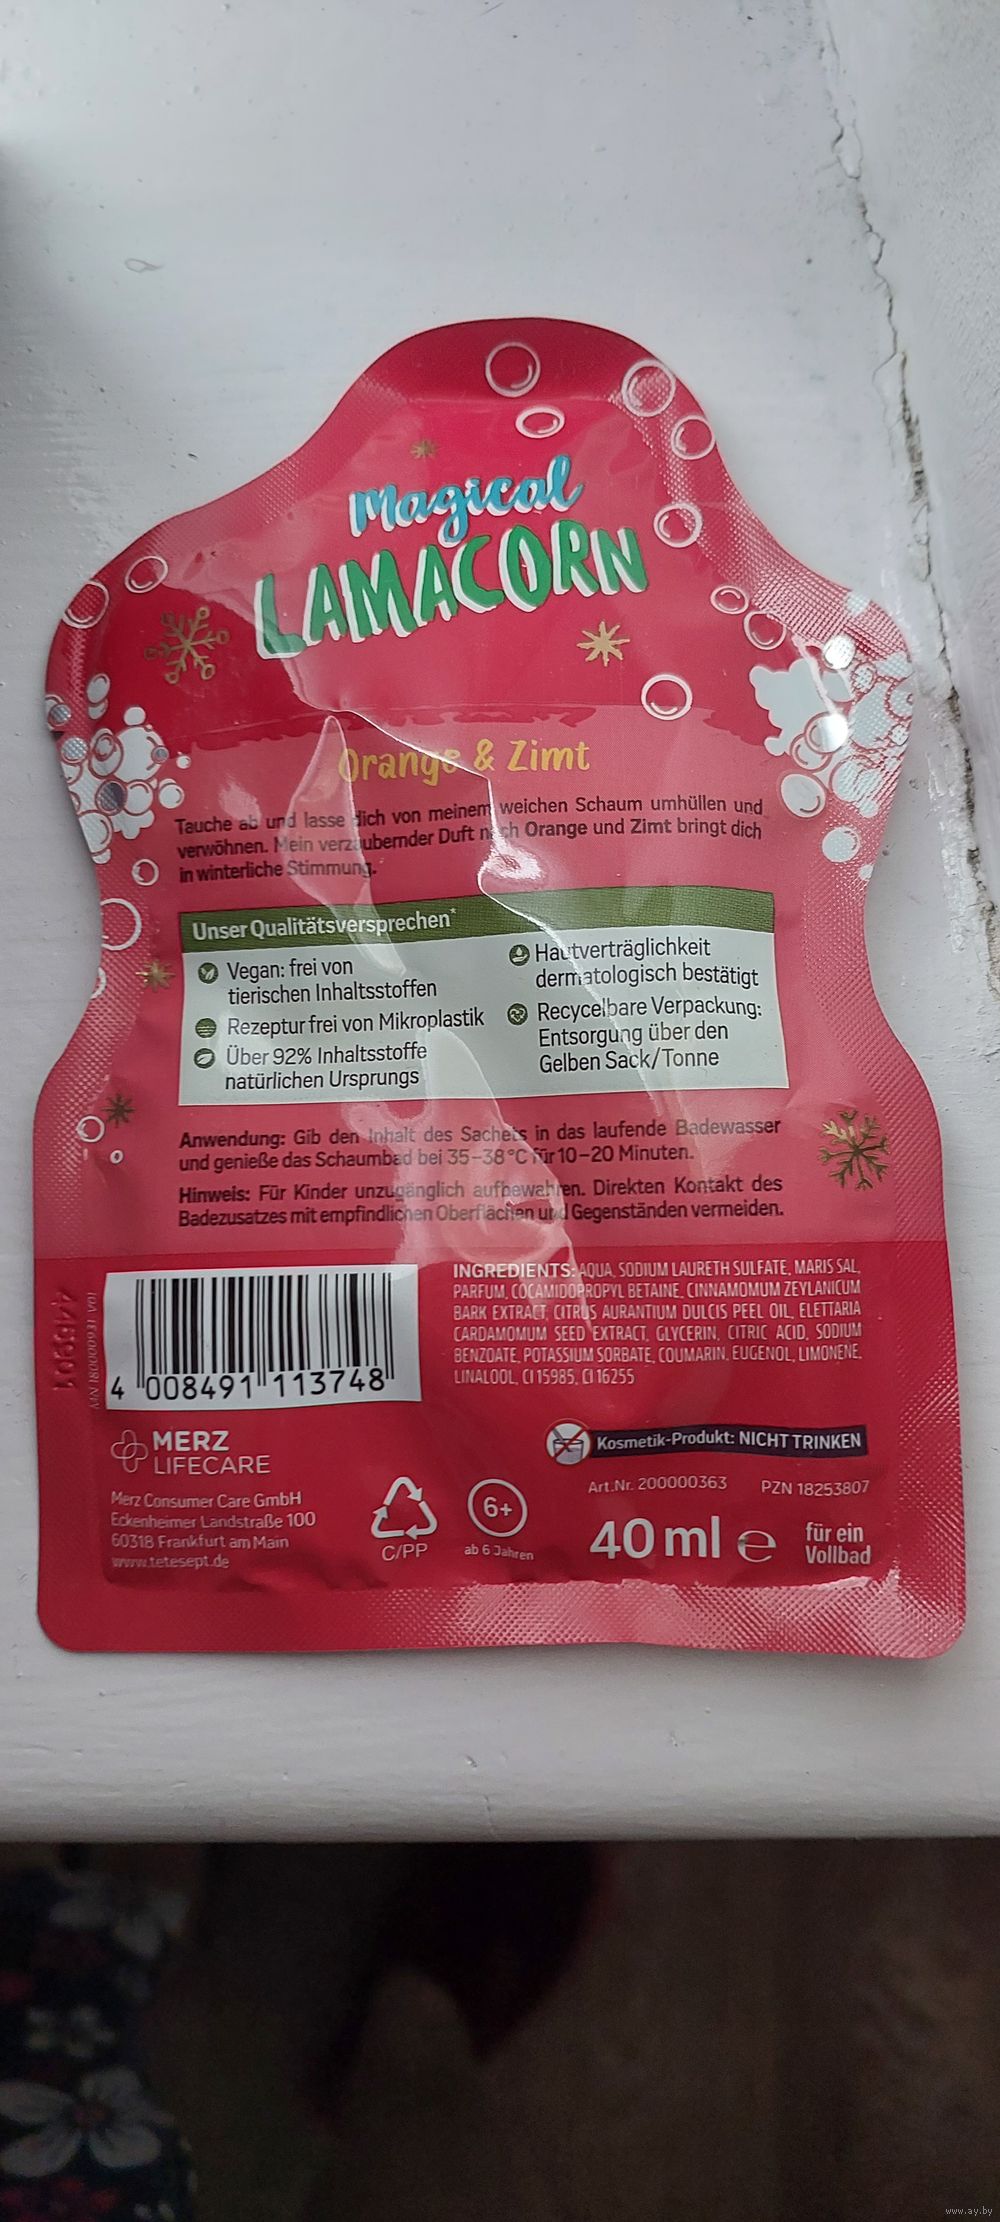 Magical
LAMACORN
Orange & Zimt
Tauche ab und lasse dich von meinem weichen Schaum umhüllen und
verwöhnen. Mein verzaubernder Duft nach Orange und Zimt bringt dich
in winterliche Stimmung.
Unser Qualitätsversprechen*
Vegan: frei von
tierischen Inhaltsstoffen
Rezeptur frei von Mikroplastik
Über 92% Inhaltsstoffe
natürlichen Ursprungs
Hautverträglichkeit
dermatologisch bestätigt
Recycelbare Verpackung:
Entsorgung über den
Gelben Sack/Tonne
Anwendung: Gib den Inhalt des Sachets in das laufende Badewasser
und genieße das Schaumbad bei 35–38°C für 10–20 Minuten.
Hinweis: Für Kinder unzugänglich aufbewahren. Direkten Kontakt des
Badezusatzes mit empfindlichen Oberflächen und Gegenständen vermeiden.
INGREDIENTS: AQUA, SODIUM LAURETH SULFATE, MARIS SAL,
PARFUM, COCAMIDOPROPYL BETAINE, CINNAMOMUM ZEYLANICUM
BARK EXTRACT, CITRUS AURANTIUM DULCIS PEEL OIL, ELETTARIA
CARDAMOMUM SEED EXTRACT, GLYCERIN, CITRIC ACID, SODIUM
BENZOATE, POTASSIUM SORBATE, COUMARIN, EUGENOL, LIMONENE,
LINALOOL, CI 15985, CI 16255
4 008491 113748
MERZ
LIFECARE
Merz Consumer Care GmbH
Eckenheimer Landstraße 100
60318 Frankfurt am Main
www.tetesept.de
C/PP
6+
ab 6 Jahren
Kosmetik-Produkt: NICHT TRINKEN
Art.Nr. 200000363 PZN 18253807
40 ml e für ein
Vollbad
www.ay.by